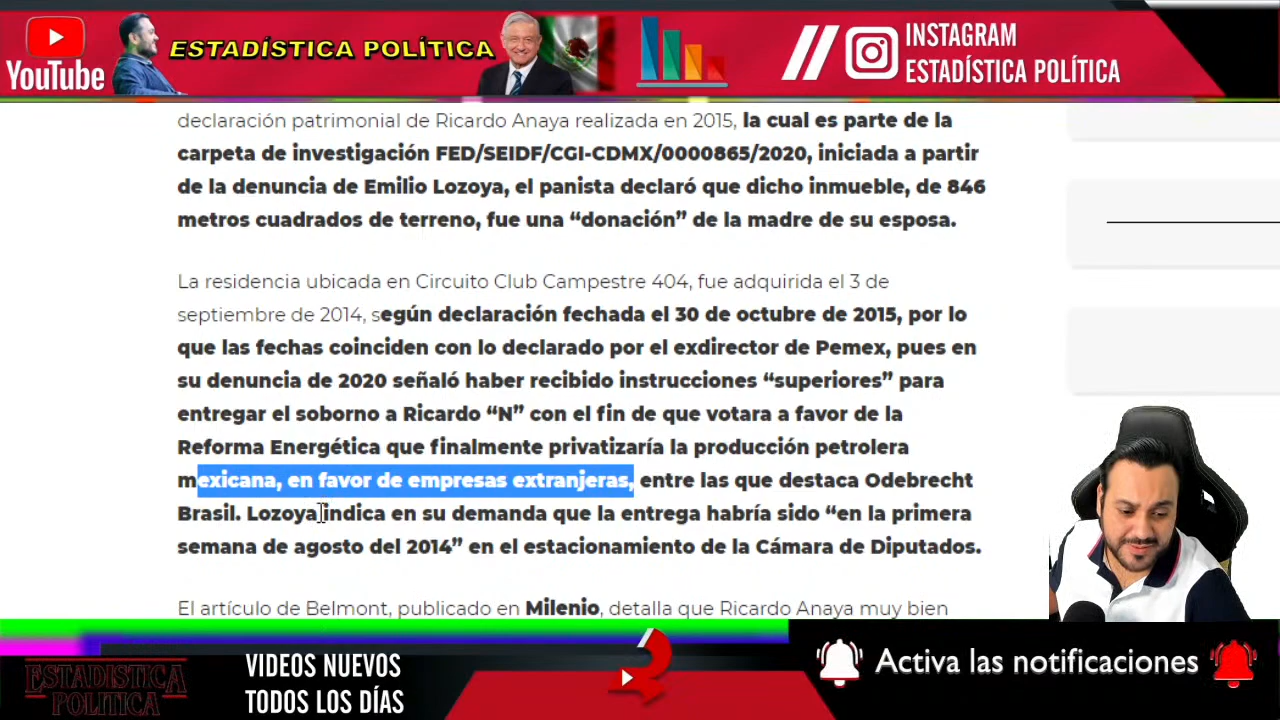 YouTube
ESTADÍSTICA POLÍTICA
INSTAGRAM
ESTADÍSTICA POLÍTICA
declaración patrimonial de Ricardo Anaya realizada en 2015, la cual es parte de la
carpeta de investigación FED/SEIDF/CGI-CDMX/0000865/2020, iniciada a partir
de la denuncia de Emilio Lozoya, el panista declaró que dicho inmueble, de 846
metros cuadrados de terreno, fue una “donación” de la madre de su esposa.
La residencia ubicada en Circuito Club Campestre 404, fue adquirida el 3 de
septiembre de 2014, según declaración fechada el 30 de octubre de 2015, por lo
que las fechas coinciden con lo declarado por el exdirector de Pemex, pues en
su denuncia de 2020 señaló haber recibido instrucciones “superiores” para
entregar el soborno a Ricardo “N” con el fin de que votara a favor de la
Reforma Energética que finalmente privatizaría la producción petrolera
mexicana, en favor de empresas extranjeras, entre las que destaca Odebrecht
Brasil. Lozoya indica en su demanda que la entrega habría sido “en la primera
semana de agosto del 2014” en el estacionamiento de la Cámara de Diputados.
El artículo de Belmont, publicado en Milenio, detalla que Ricardo Anaya muy bien
ESTADÍSTICA
POLÍTICA
VIDEOS NUEVOS
TODOS LOS DÍAS
Activa las notificaciones